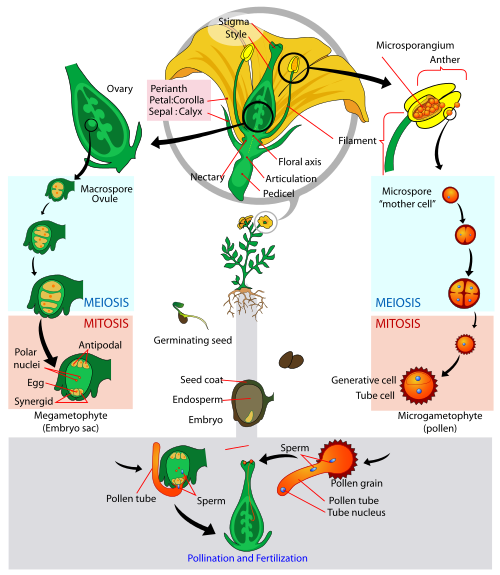 Stigma
Style
Microsporangium
Anther
Ovary
Perianth
Petal:Corolla
Sepal : Calyx
Filament
Floral axis
Nectary
Articulation
Pedicel
Macrospore
Ovule
Microspore
"mother cell"
MEIOSIS
MEIOSIS
MITOSIS
MITOSIS
Antipodal
Polar
nuclei
Egg
Synergid
Megametophyte
(Embryo sac)
Germinating seed
Seed coat
Endosperm
Embryo
Generative cell
Tube cell
Microgametophyte
(pollen)
Pollen tube
Sperm
Sperm
Pollen grain
Pollen tube
Tube nucleus
Pollination and Fertilization